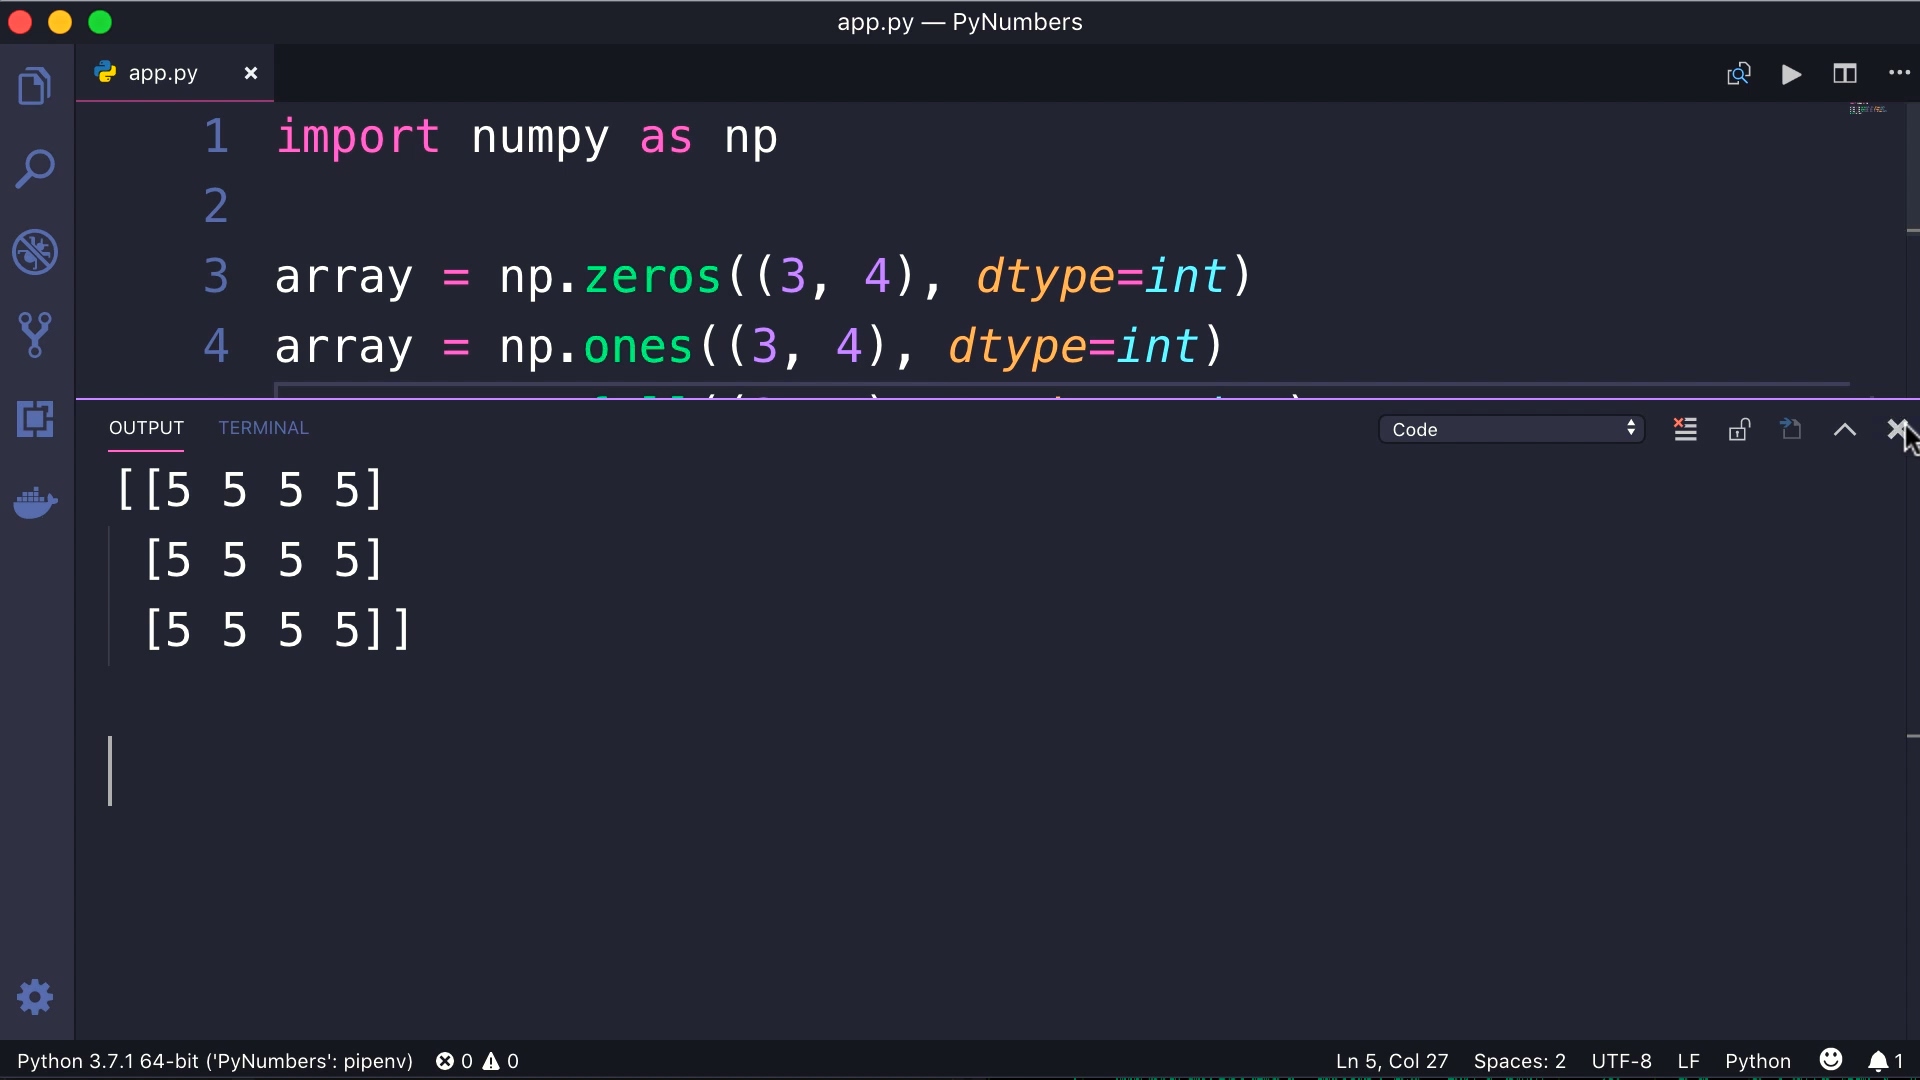 app.py — PyNumbers
app.py
1 import numpy as np
2
3 array = np.zeros((3, 4), dtype=int)
4 array = np.ones((3, 4), dtype=int)
OUTPUT TERMINAL Code
[[5 5 5 5]
[5 5 5 5]
[5 5 5 5]]
Python 3.7.1 64-bit ('PyNumbers': pipenv) 0 0 Ln 5, Col 27 Spaces: 2 UTF-8 LF Python 1